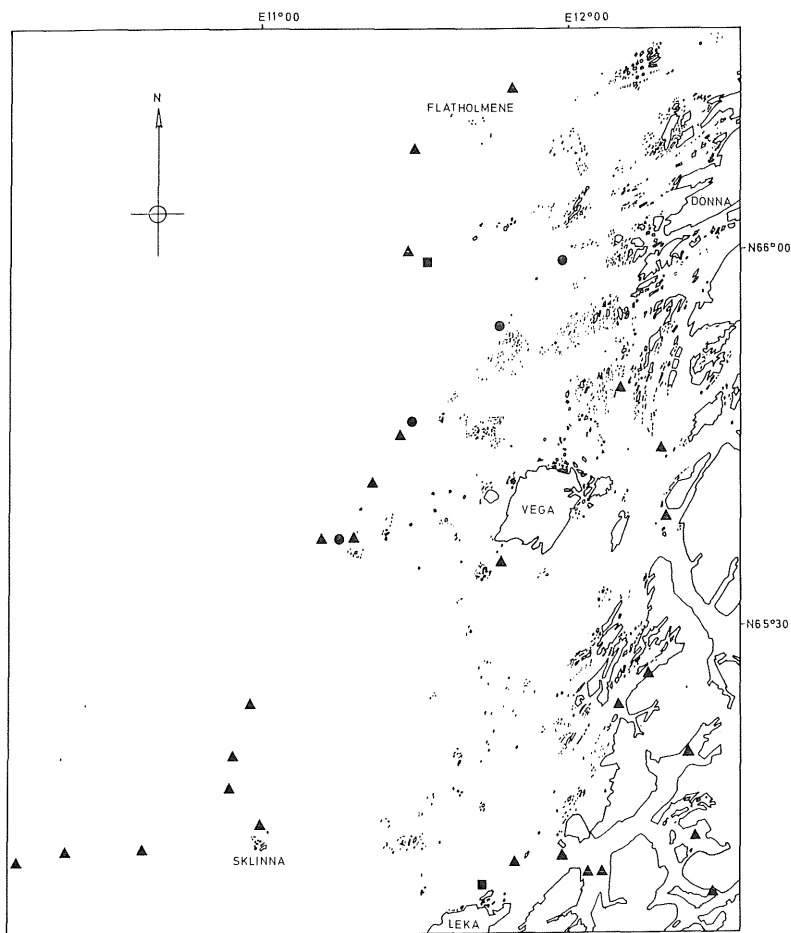 E11°00
E12°00
N
FLATHOLMENE
DONNA
N66°00
VEGA
N65°30
SKLINNA
LEKA